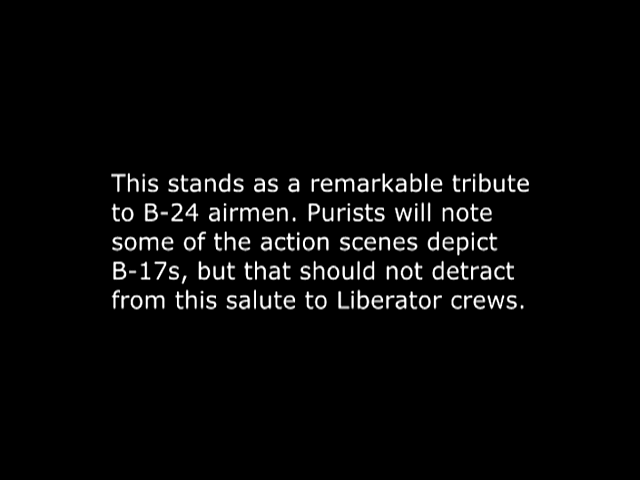 This stands as a remarkable tribute
to B-24 airmen. Purists will note
some of the action scenes depict
B-17s, but that should not detract
from this salute to Liberator crews.